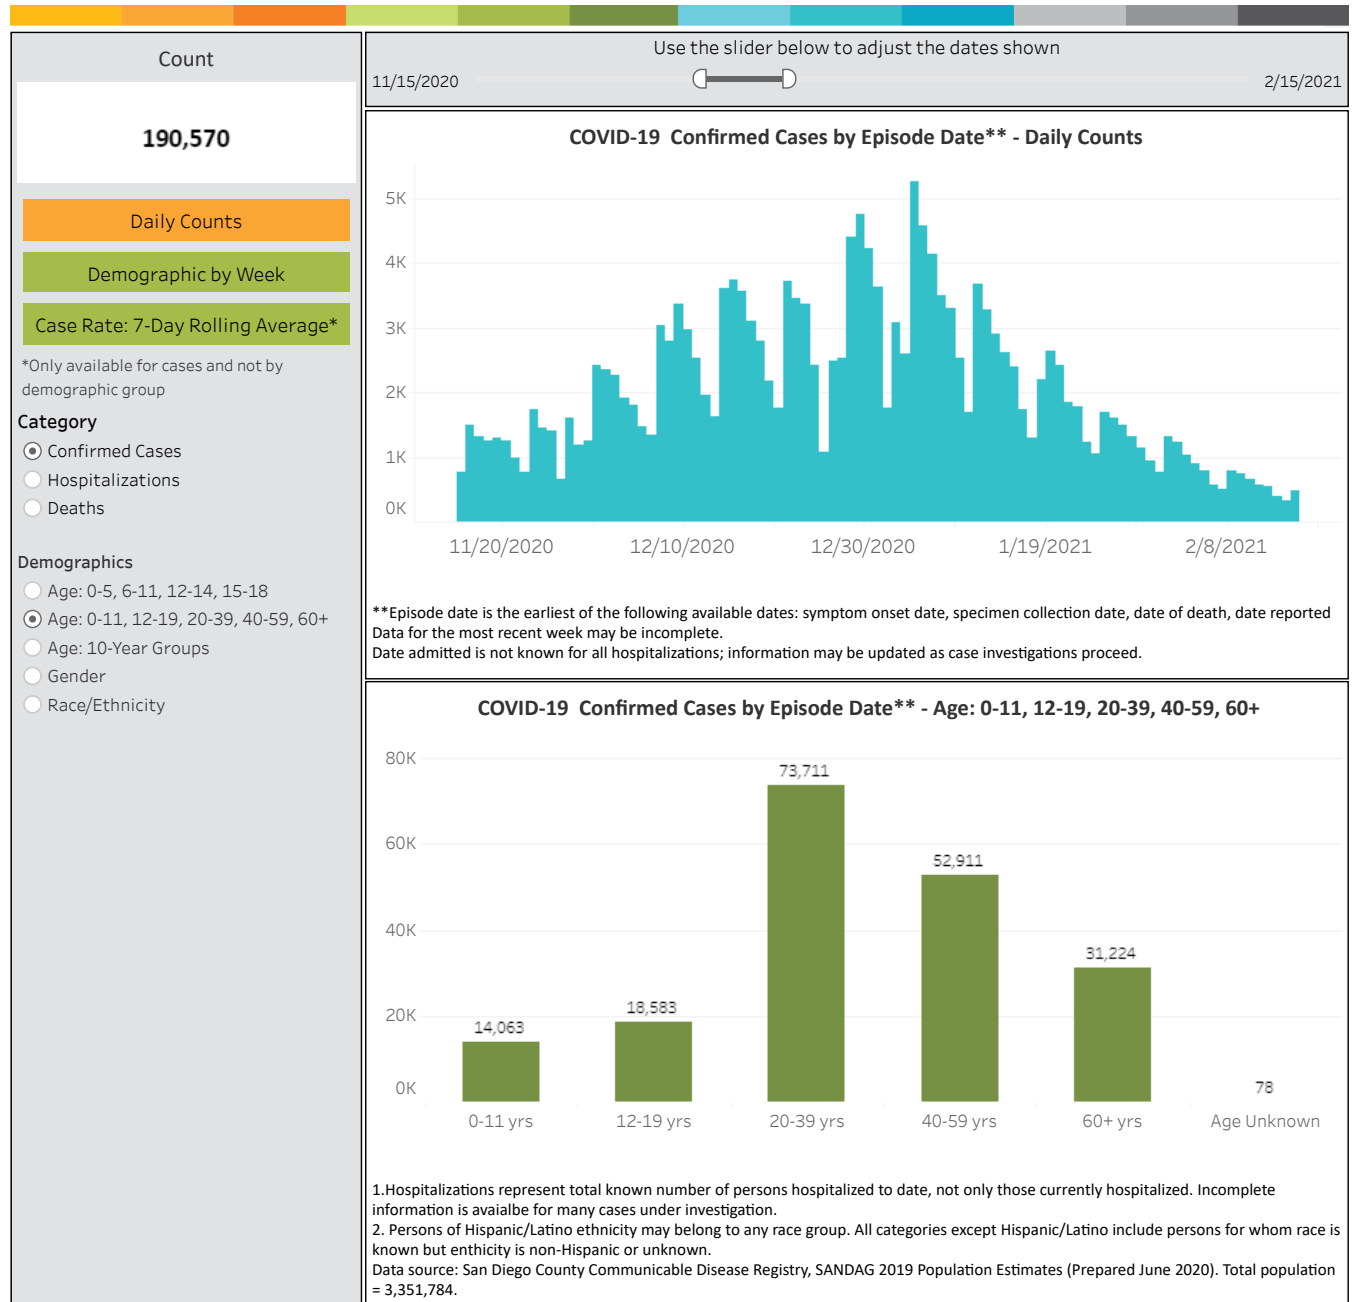 Count
190,570
Daily Counts
Demographic by Week
Case Rate: 7-Day Rolling Average*
*Only available for cases and not by
demographic group
Category
Confirmed Cases
Hospitalizations
Deaths
Demographics
Age: 0-5, 6-11, 12-14, 15-18
Age: 0-11, 12-19, 20-39, 40-59, 60+
Age: 10-Year Groups
Gender
Race/Ethnicity
Use the slider below to adjust the dates shown
11/15/2020 2/15/2021
COVID-19 Confirmed Cases by Episode Date** - Daily Counts
5K
4K
3K
2K
1K
0K
11/20/2020 12/10/2020 12/30/2020 1/19/2021 2/8/2021
**Episode date is the earliest of the following available dates: symptom onset date, specimen collection date, date of death, date reported
Data for the most recent week may be incomplete.
Date admitted is not known for all hospitalizations; information may be updated as case investigations proceed.
COVID-19 Confirmed Cases by Episode Date** - Age: 0-11, 12-19, 20-39, 40-59, 60+
80K
73,711
60K
52,911
40K
31,224
20K
18,583
14,063
0K
78
0-11 yrs 12-19 yrs 20-39 yrs 40-59 yrs 60+ yrs Age Unknown
1.Hospitalizations represent total known number of persons hospitalized to date, not only those currently hospitalized. Incomplete
information is avaialbe for many cases under investigation.
2. Persons of Hispanic/Latino ethnicity may belong to any race group. All categories except Hispanic/Latino include persons for whom race is
known but enthicity is non-Hispanic or unknown.
Data source: San Diego County Communicable Disease Registry, SANDAG 2019 Population Estimates (Prepared June 2020). Total population
= 3,351,784.